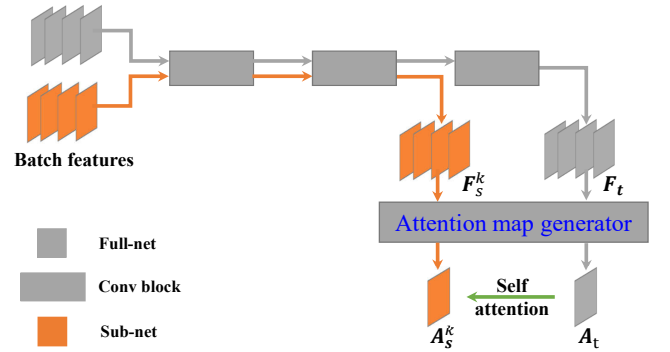 Batch features
F_s^k
F_t
Attention map generator
Full-net
Conv block
Sub-net
Self
attention
A_s^k
A_t